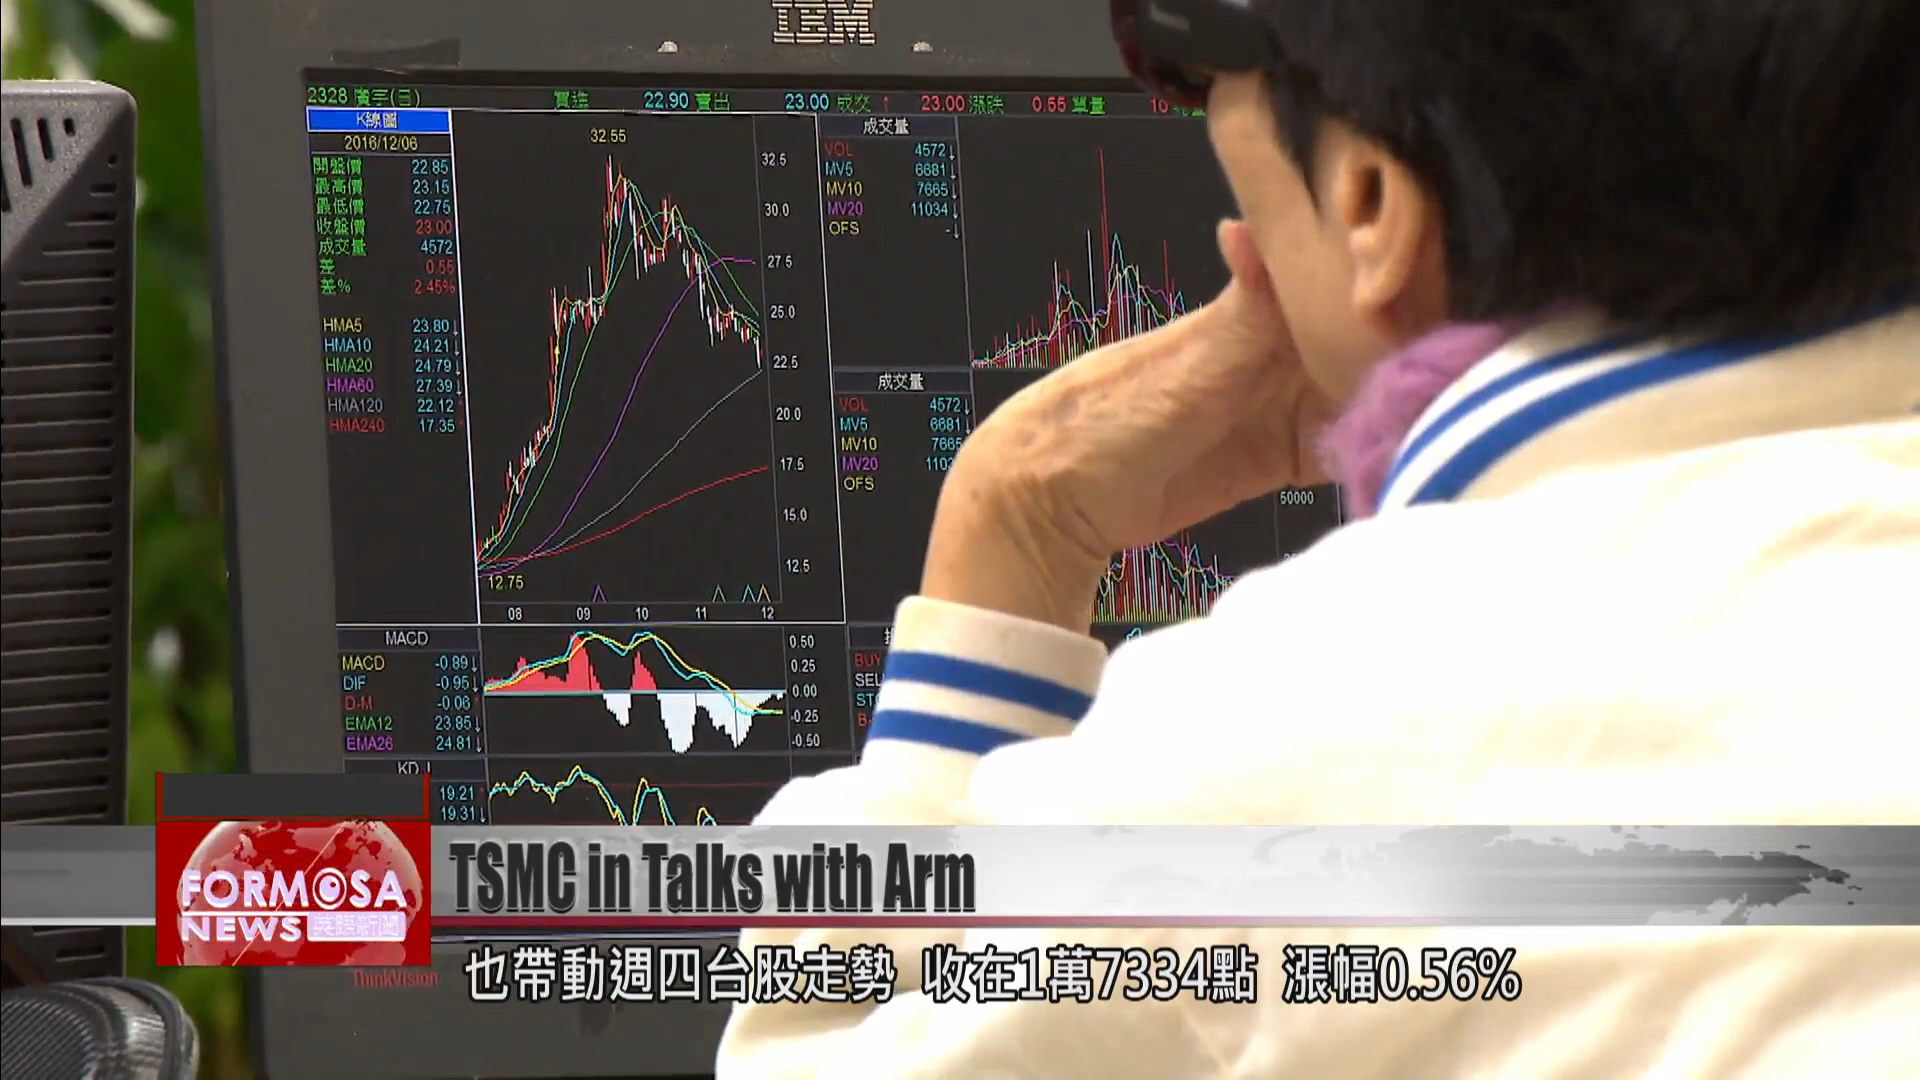 IBM
2328 廣宇(日) 買進 22.90 賣出 23.00 成交 ↑ 23.00 漲跌 0.55 單量
K線圖
2016/12/06
開盤價 22.85
最高價 23.15
最低價 22.75
收盤價 23.00
成交量 4572
差 0.55
差% 2.45%
HMA5 23.80↓
HMA10 24.21↓
HMA20 24.79↓
HMA60 27.39↓
HMA120 22.12
HMA240 17.35
32.55
12.75
32.5
30.0
27.5
25.0
22.5
20.0
17.5
15.0
12.5
08 09 10 11 12
成交量
VOL 4572↓
MV5 6681↓
MV10 7665↓
MV20 11034↓
OFS -↓
成交量
VOL 4572↓
MV5 6681↓
MV10 7665
MV20
OFS
50000
MACD
MACD -0.89↓
DIF -0.95↓
D-M -0.06
EMA12 23.85↓
EMA26 24.81↓
0.50
0.25
0.00
-0.25
-0.50
BUY
19.21
19.31↓
FORMOSA
NEWS 英語新聞
TSMC in Talks with Arm
ThinkVision
也帶動週四台股走勢 收在1萬7334點 漲幅0.56%